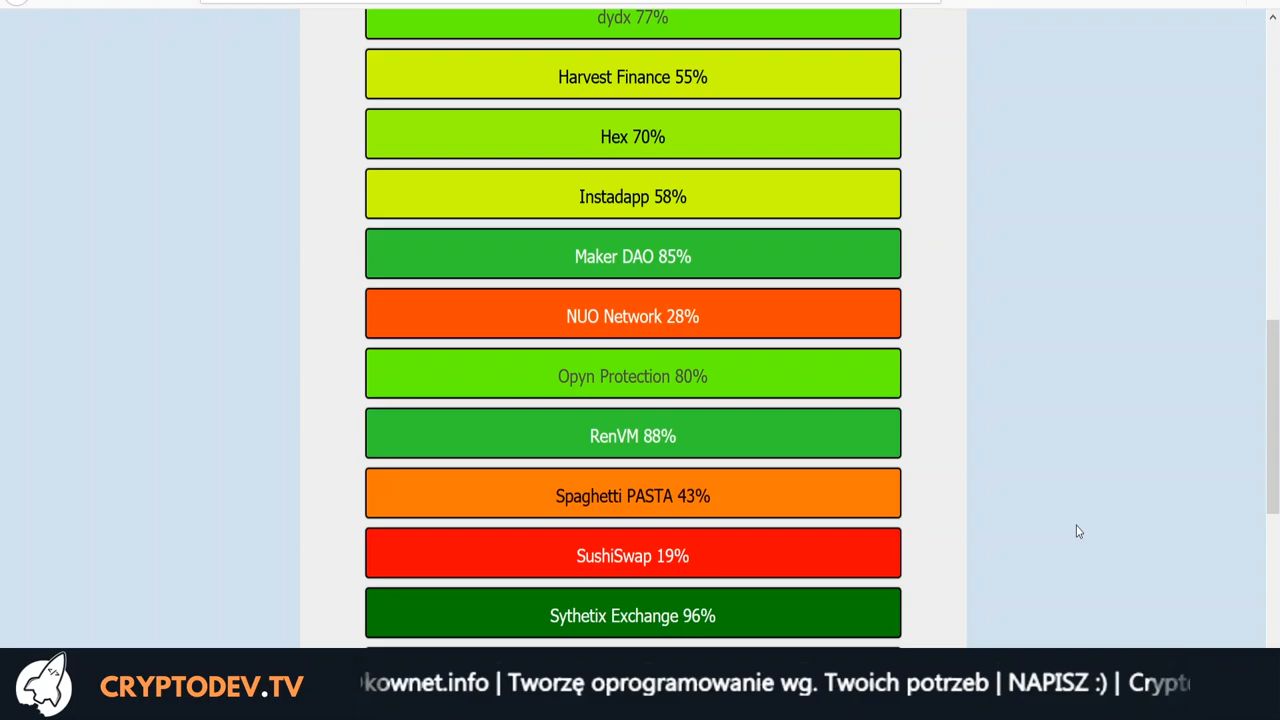 dydx 77%
Harvest Finance 55%
Hex 70%
Instadapp 58%
Maker DAO 85%
NUO Network 28%
Opyn Protection 80%
RenVM 88%
Spaghetti PASTA 43%
SushiSwap 19%
Sythetix Exchange 96%
CRYPTODEV.TV
kownet.info | Tworzę oprogramowanie wg. Twoich potrzeb | NAPISZ :) | Crypt